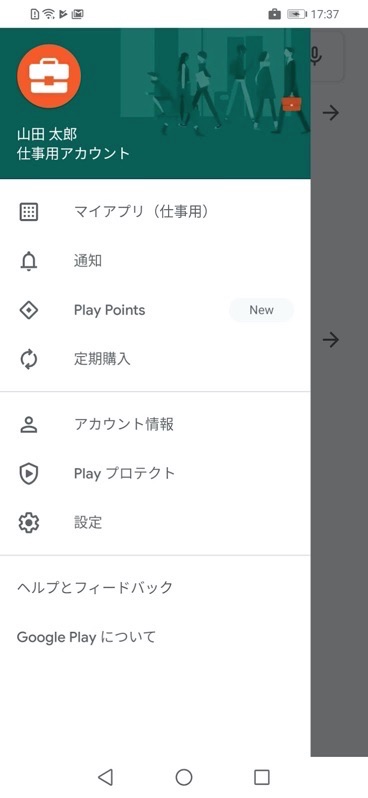 17:37
山田 太郎
仕事用アカウント
マイアプリ（仕事用）
通知
Play Points
New
定期購入
アカウント情報
Play プロテクト
設定
ヘルプとフィードバック
Google Play について